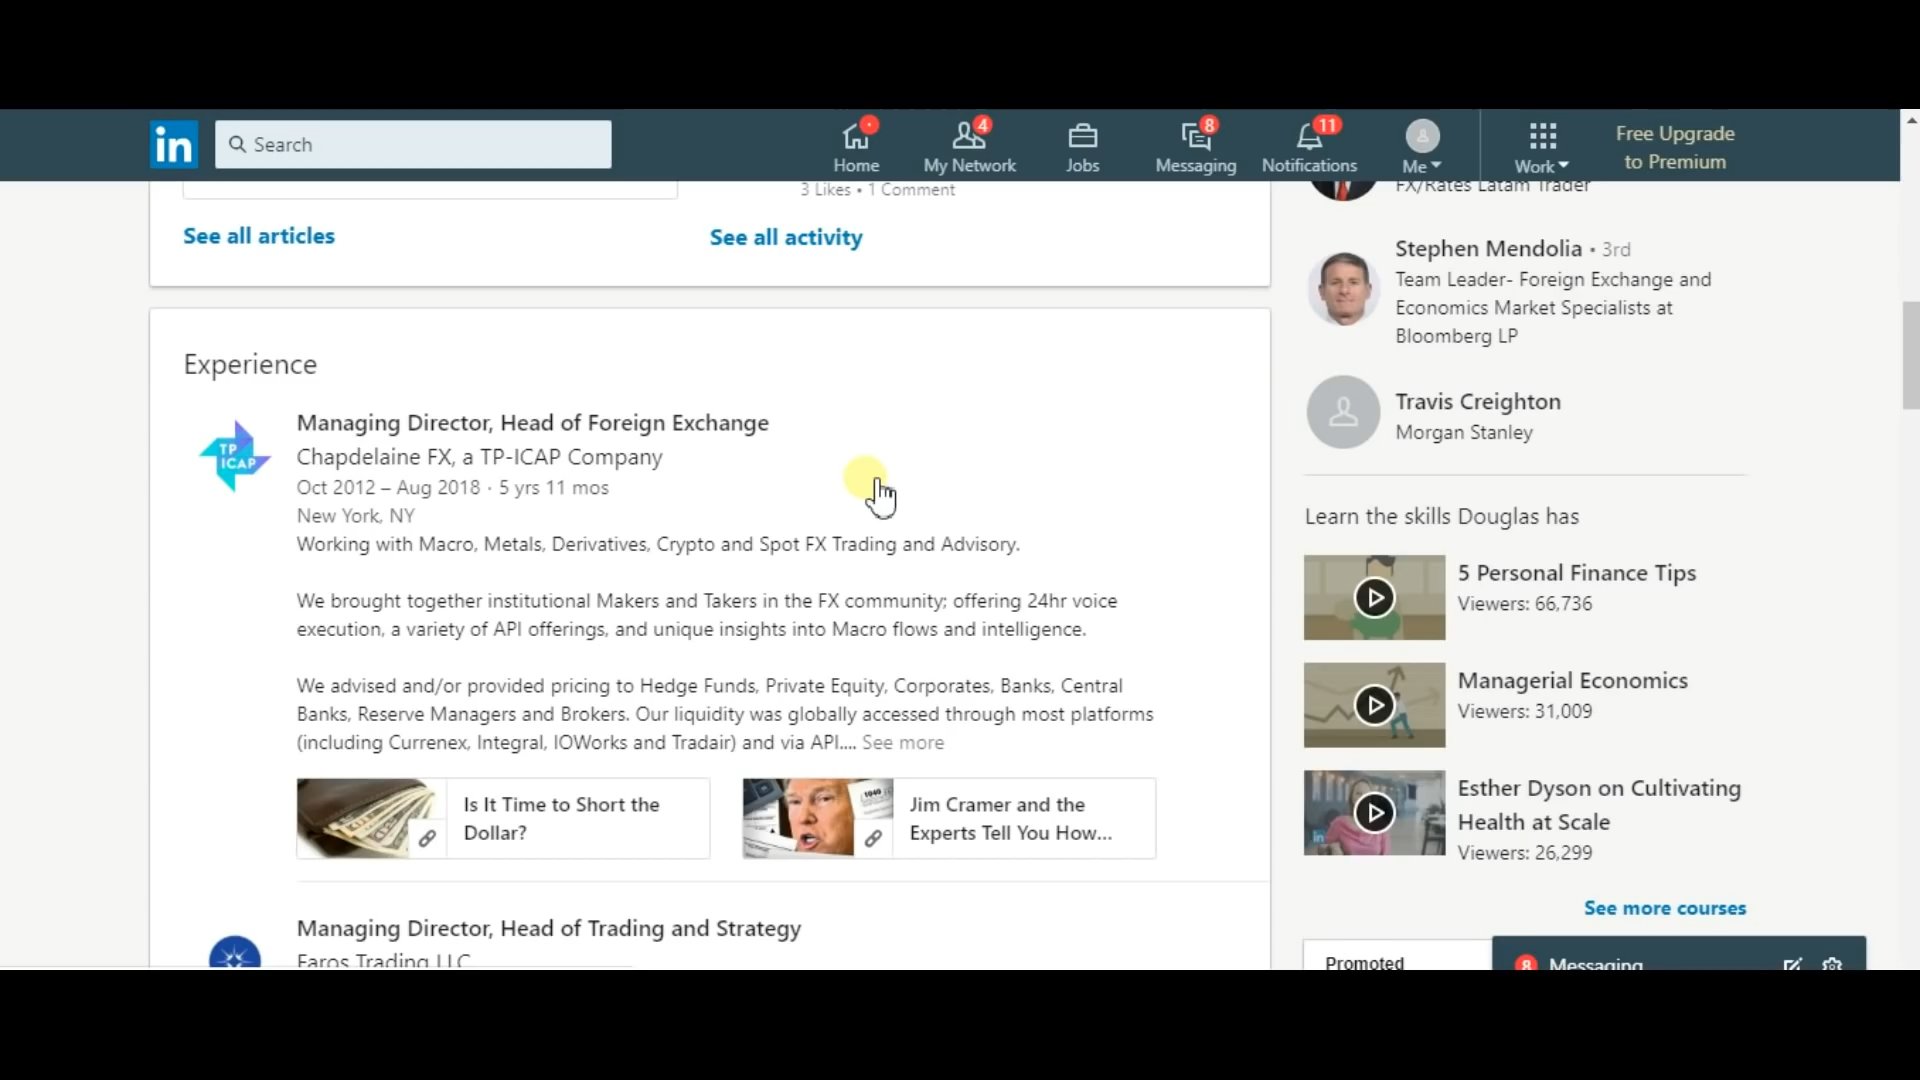 in
Search
Home
4
My Network
Jobs
8
Messaging
11
Notifications
Me
Work
Free Upgrade
to Premium
3 Likes • 1 Comment
See all articles
See all activity
Experience
TP
ICAP
Managing Director, Head of Foreign Exchange
Chapdelaine FX, a TP-ICAP Company
Oct 2012 – Aug 2018 · 5 yrs 11 mos
New York, NY
Working with Macro, Metals, Derivatives, Crypto and Spot FX Trading and Advisory.
We brought together institutional Makers and Takers in the FX community; offering 24hr voice
execution, a variety of API offerings, and unique insights into Macro flows and intelligence.
We advised and/or provided pricing to Hedge Funds, Private Equity, Corporates, Banks, Central
Banks, Reserve Managers and Brokers. Our liquidity was globally accessed through most platforms
(including Currenex, Integral, IOWorks and Tradair) and via API.... See more
Is It Time to Short the
Dollar?
1040
Jim Cramer and the
Experts Tell You How...
Managing Director, Head of Trading and Strategy
Faros Trading LLC
FX/Rates Latam Trader
Stephen Mendolia • 3rd
Team Leader- Foreign Exchange and
Economics Market Specialists at
Bloomberg LP
Travis Creighton
Morgan Stanley
Learn the skills Douglas has
5 Personal Finance Tips
Viewers: 66,736
Managerial Economics
Viewers: 31,009
in
Esther Dyson on Cultivating
Health at Scale
Viewers: 26,299
See more courses
Promoted
8 Messaging